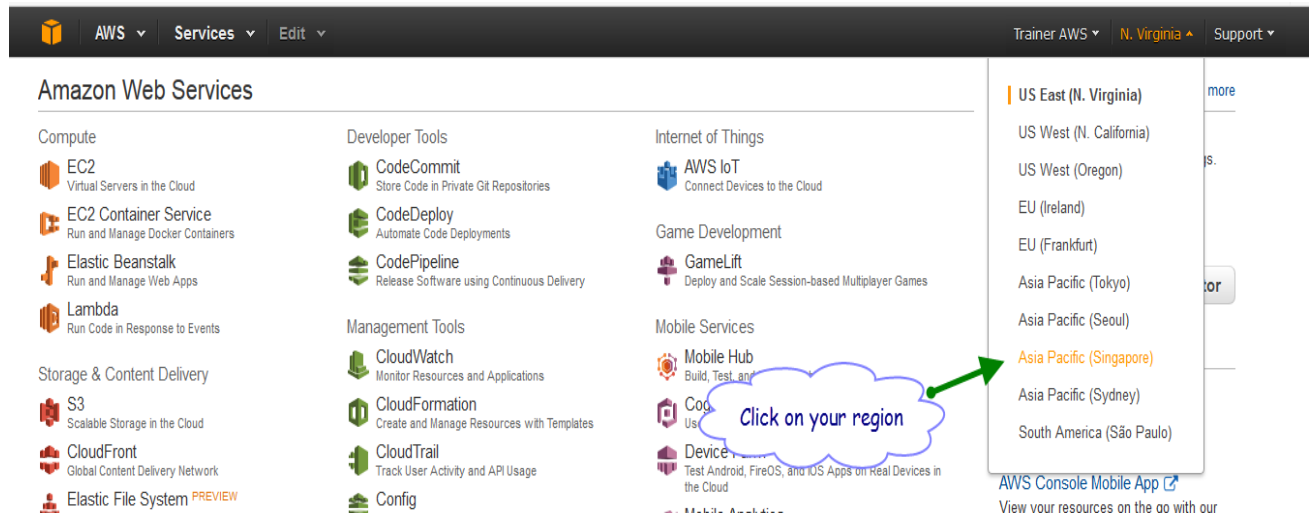 AWS Services Edit Trainer AWS N. Virginia Support
Amazon Web Services
Compute
EC2
Virtual Servers in the Cloud
EC2 Container Service
Run and Manage Docker Containers
Elastic Beanstalk
Run and Manage Web Apps
Lambda
Run Code in Response to Events
Storage & Content Delivery
S3
Scalable Storage in the Cloud
CloudFront
Global Content Delivery Network
Elastic File System PREVIEW
Developer Tools
CodeCommit
Store Code in Private Git Repositories
CodeDeploy
Automate Code Deployments
CodePipeline
Release Software using Continuous Delivery
Management Tools
CloudWatch
Monitor Resources and Applications
CloudFormation
Create and Manage Resources with Templates
CloudTrail
Track User Activity and API Usage
Config
Internet of Things
AWS IoT
Connect Devices to the Cloud
Game Development
GameLift
Deploy and Scale Session-based Multiplayer Games
Mobile Services
Mobile Hub
Build, Test, and
Click on your region
Test Android, FireOS, and iOS Apps on Real Devices in
the Cloud
US East (N. Virginia)
US West (N. California)
US West (Oregon)
EU (Ireland)
EU (Frankfurt)
Asia Pacific (Tokyo)
Asia Pacific (Seoul)
Asia Pacific (Singapore)
Asia Pacific (Sydney)
South America (São Paulo)
more
AWS Console Mobile App
View your resources on the go with our